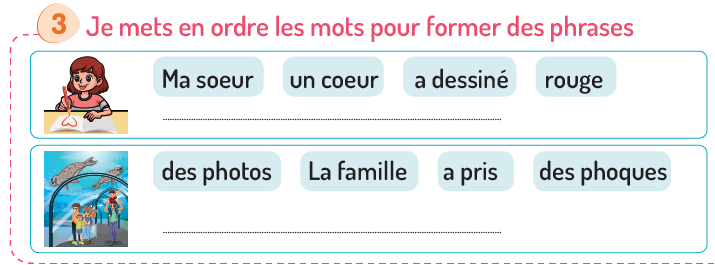 3 Je mets en ordre les mots pour former des phrases
Ma soeur un coeur a dessiné rouge
des photos La famille a pris des phoques